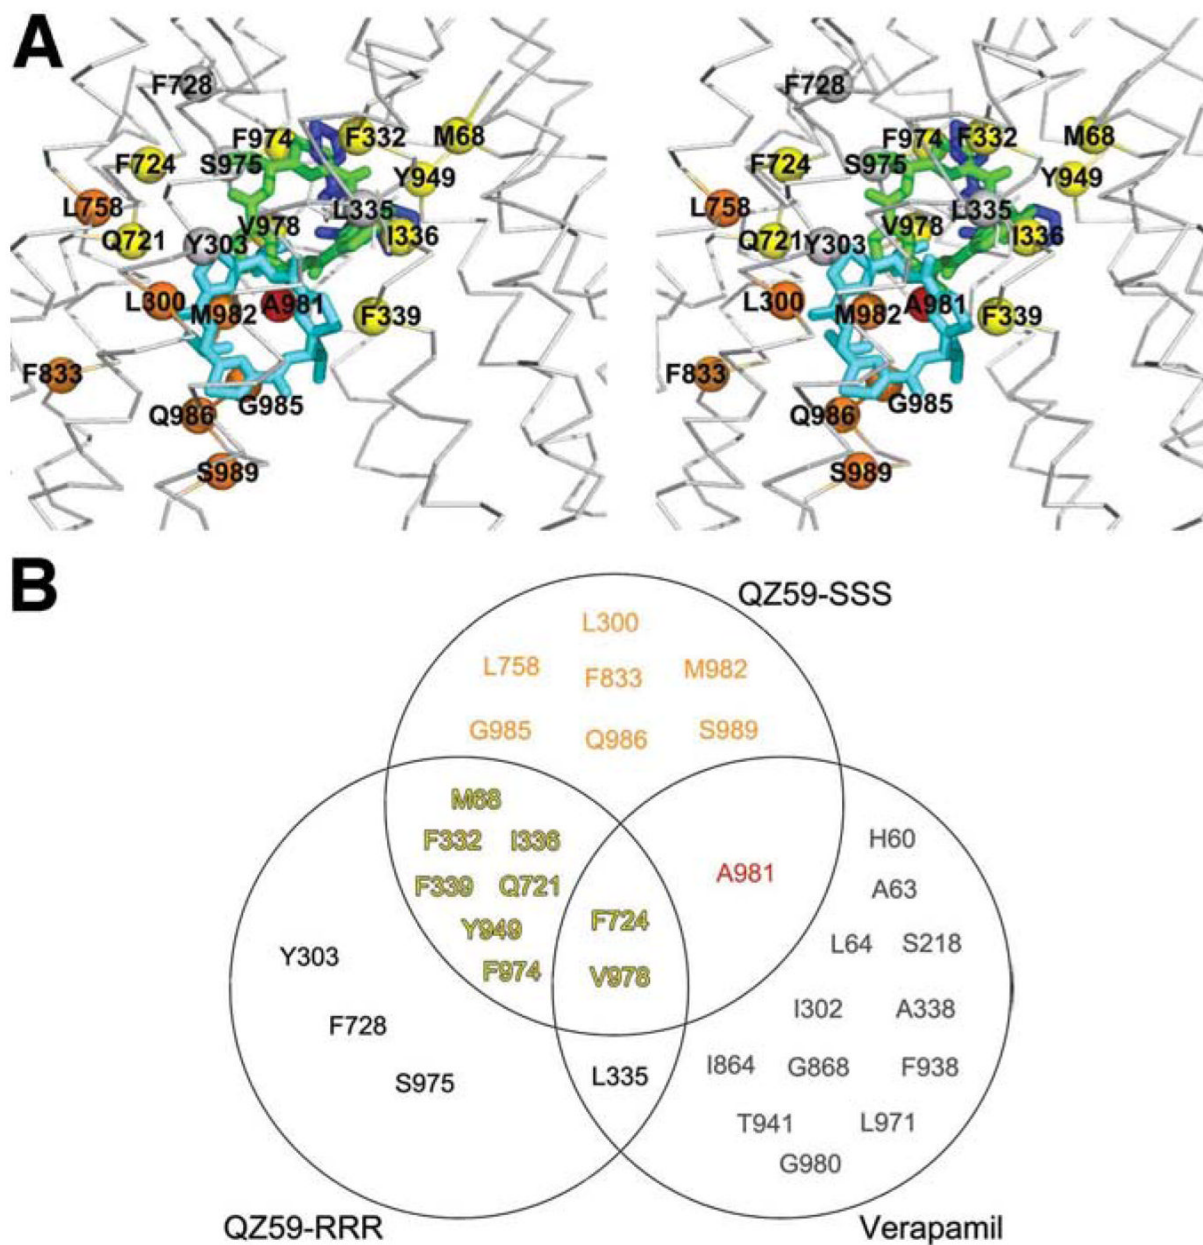 A
F728 F728
F974 F332 M68 F974 F332 M68
F724 S975 Y949 F724 S975 Y949
L758 L335 L758 L335
Q721 Y303 V978 I336 Q721 Y303 V978 I336
L300 M982 A981 F339 L300 M982 A981 F339
F833 F833
Q986 G985 Q986 G985
S989 S989
B
QZ59-SSS
L300
L758 F833 M982
G985 Q986 S989
M68
F332 I336 H60
A981
F339 Q721 A63
Y949 F724
L64 S218
Y303 F974 V978
I302 A338
F728
S975 L335 I864 G868 F938
T941 L971
G980
QZ59-RRR Verapamil